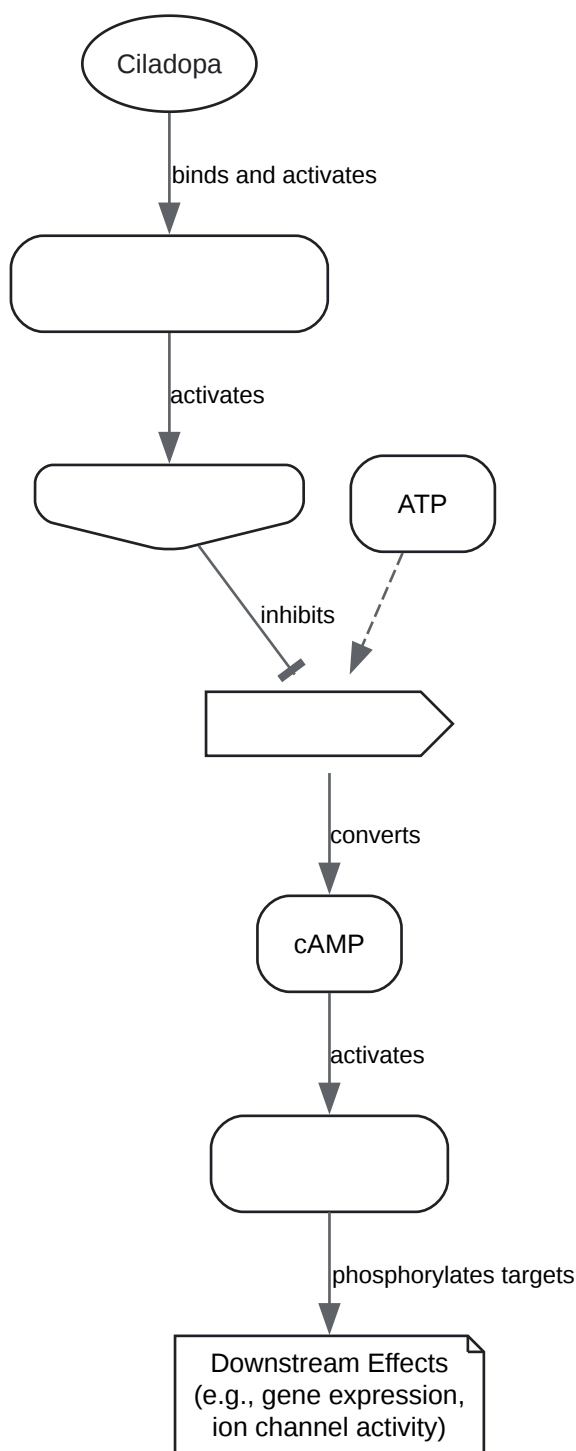 Ciladopa
binds and activates
activates
ATP
inhibits
converts
cAMP
activates
phosphorylates targets
Downstream Effects
(e.g., gene expression,
ion channel activity)